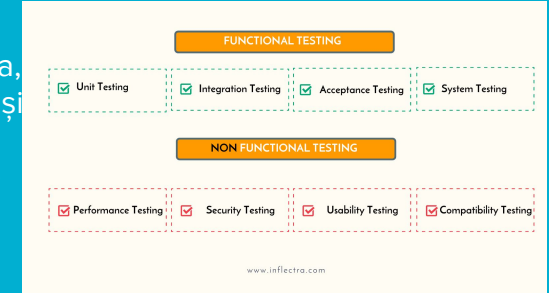 a,
și
FUNCTIONAL TESTING
Unit Testing
Integration Testing
Acceptance Testing
System Testing
NON FUNCTIONAL TESTING
Performance Testing
Security Testing
Usability Testing
Compatibility Testing
www.inflectra.com